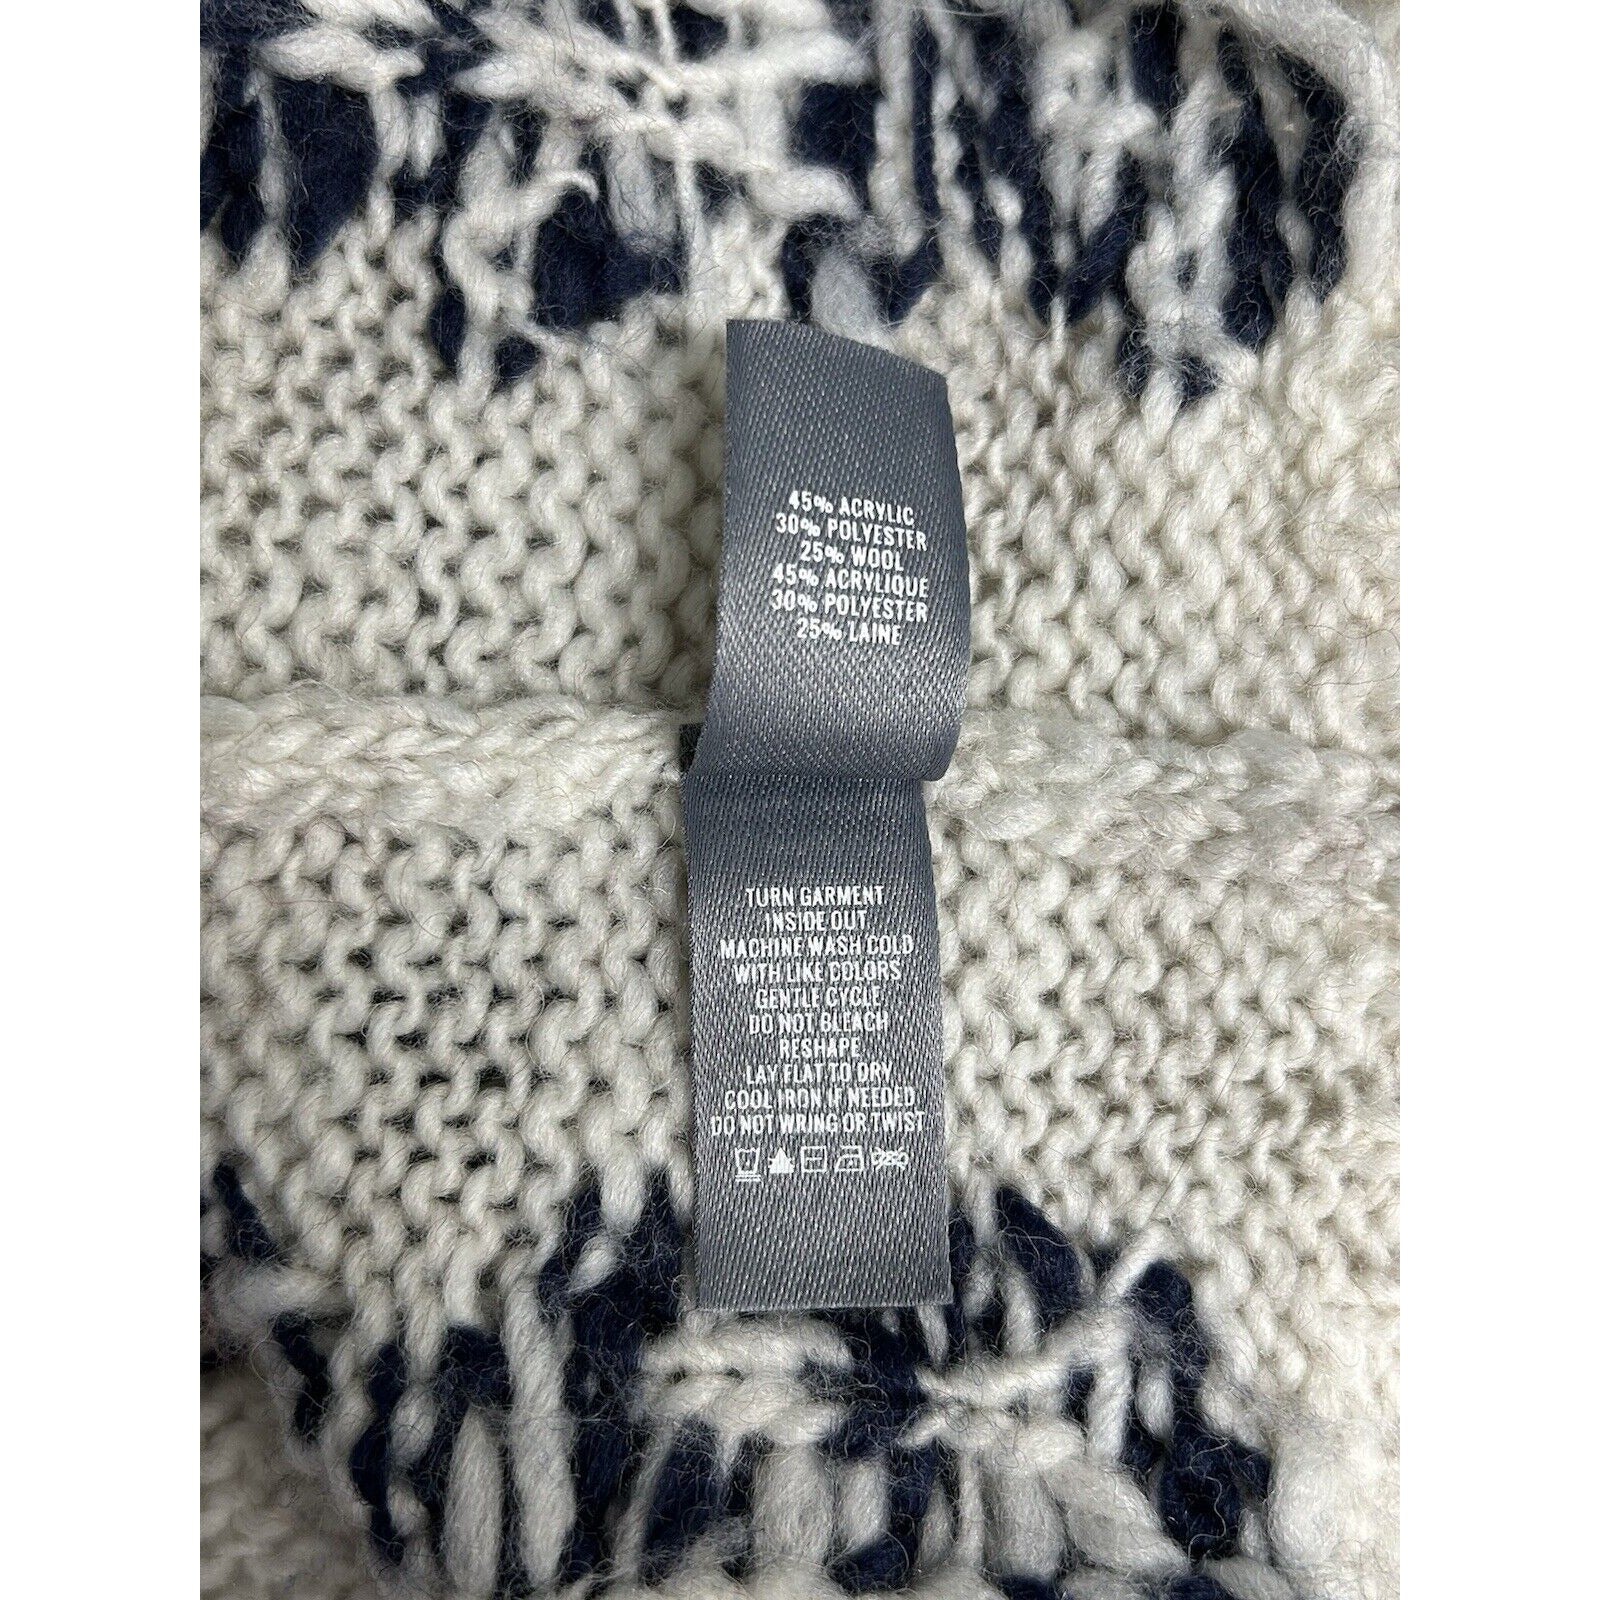 45% ACRYLIC
30% POLYESTER
25% WOOL
45% ACRYLIQUE
30% POLYESTER
25% LAINE
TURN GARMENT
INSIDE OUT
MACHINE WASH COLD
WITH LIKE COLORS
GENTLE CYCLE
DO NOT BLEACH
RESHAPE
LAY FLAT TO DRY
COOL IRON IF NEEDED
DO NOT WRING OR TWIST